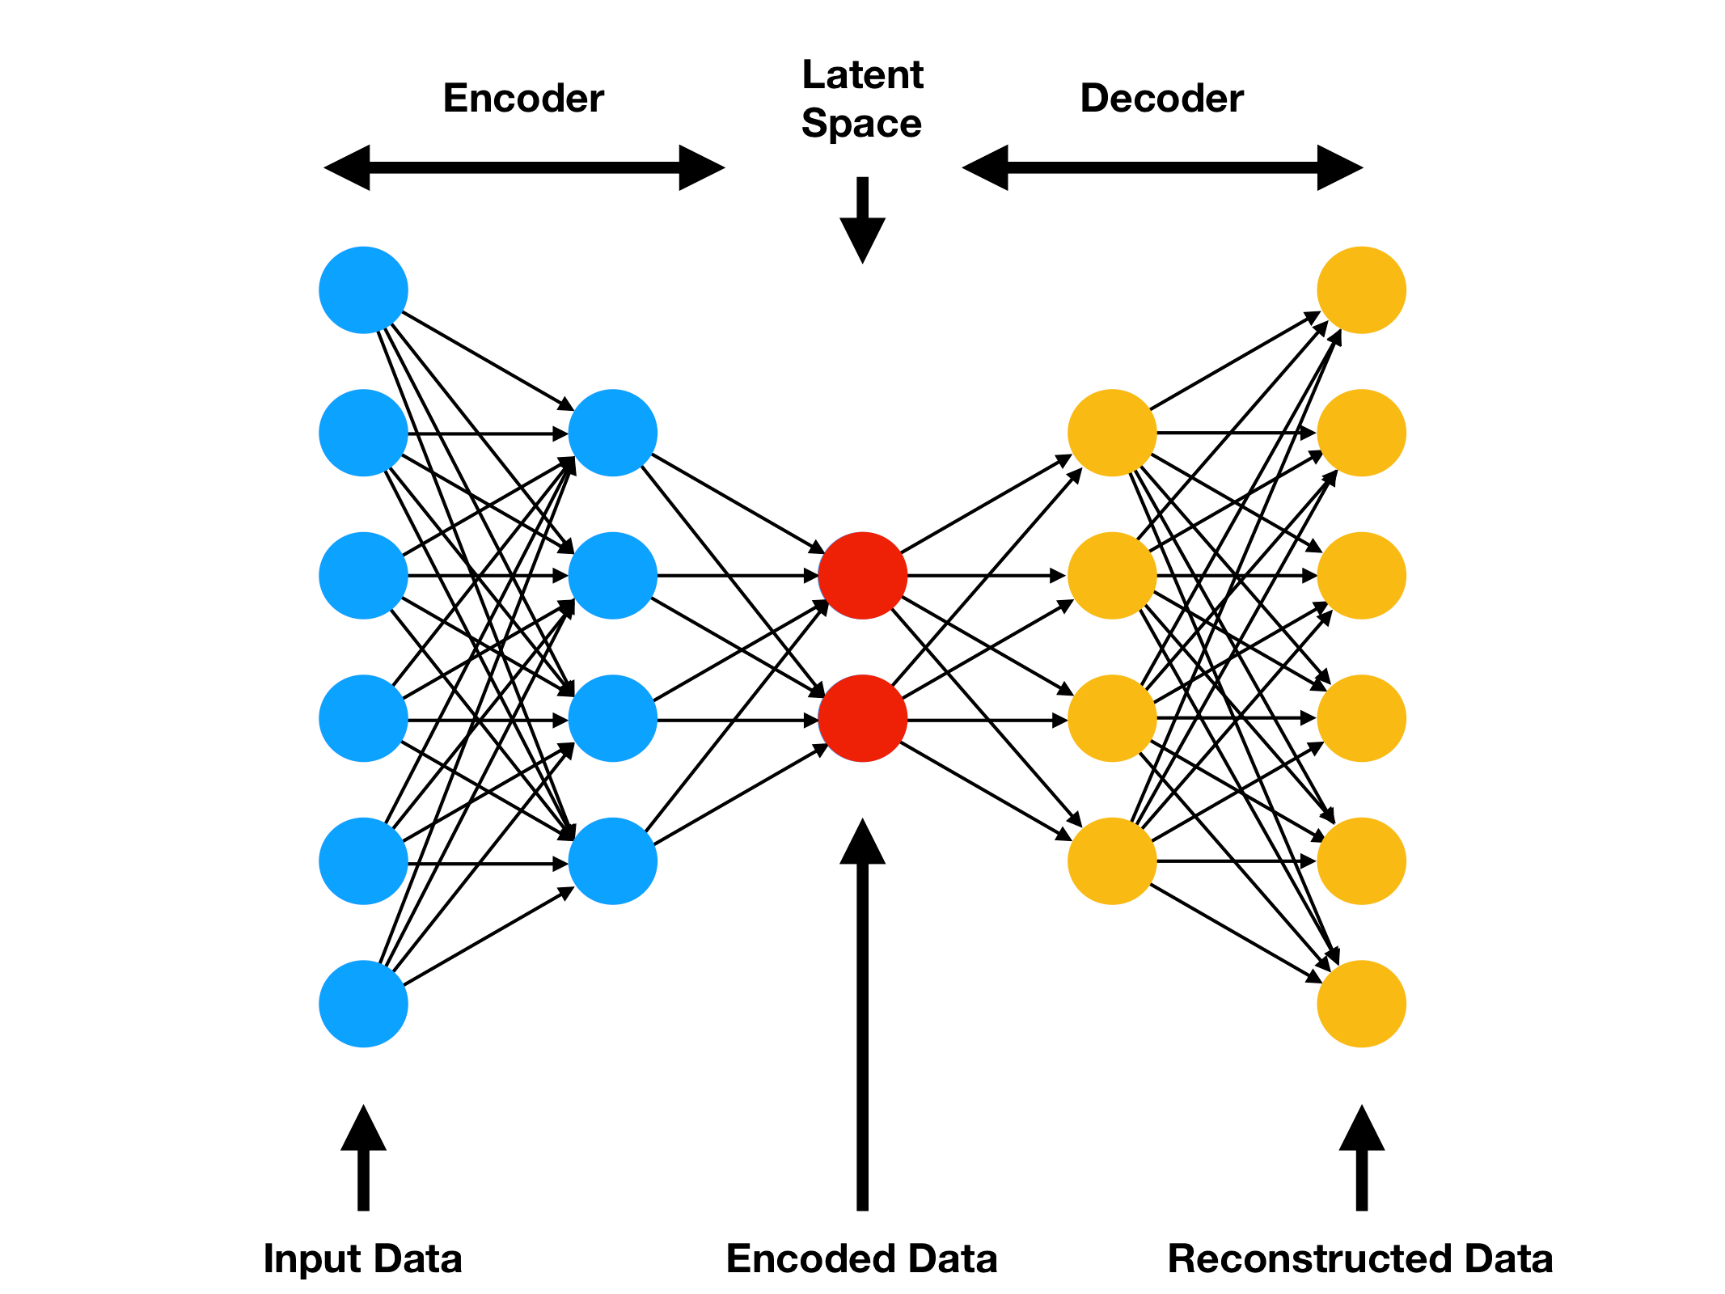 Encoder
Latent
Space
Decoder
Input Data
Encoded Data
Reconstructed Data